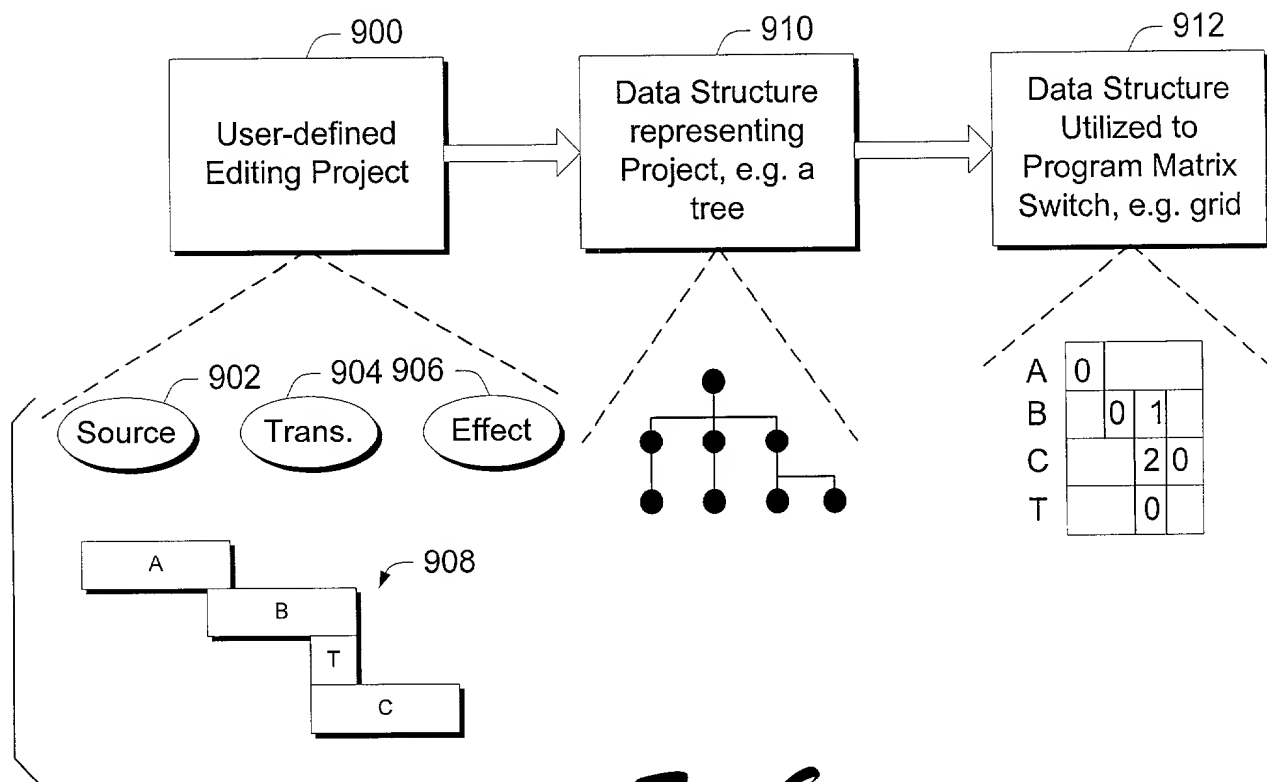 900
910
912
User-defined
Editing Project
Data Structure
representing
Project, e.g. a
tree
Data Structure
Utilized to
Program Matrix
Switch, e.g. grid
902
904
906
Source
Trans.
Effect
A 0
B 0 1
C 2 0
T 0
908
A
B
T
C